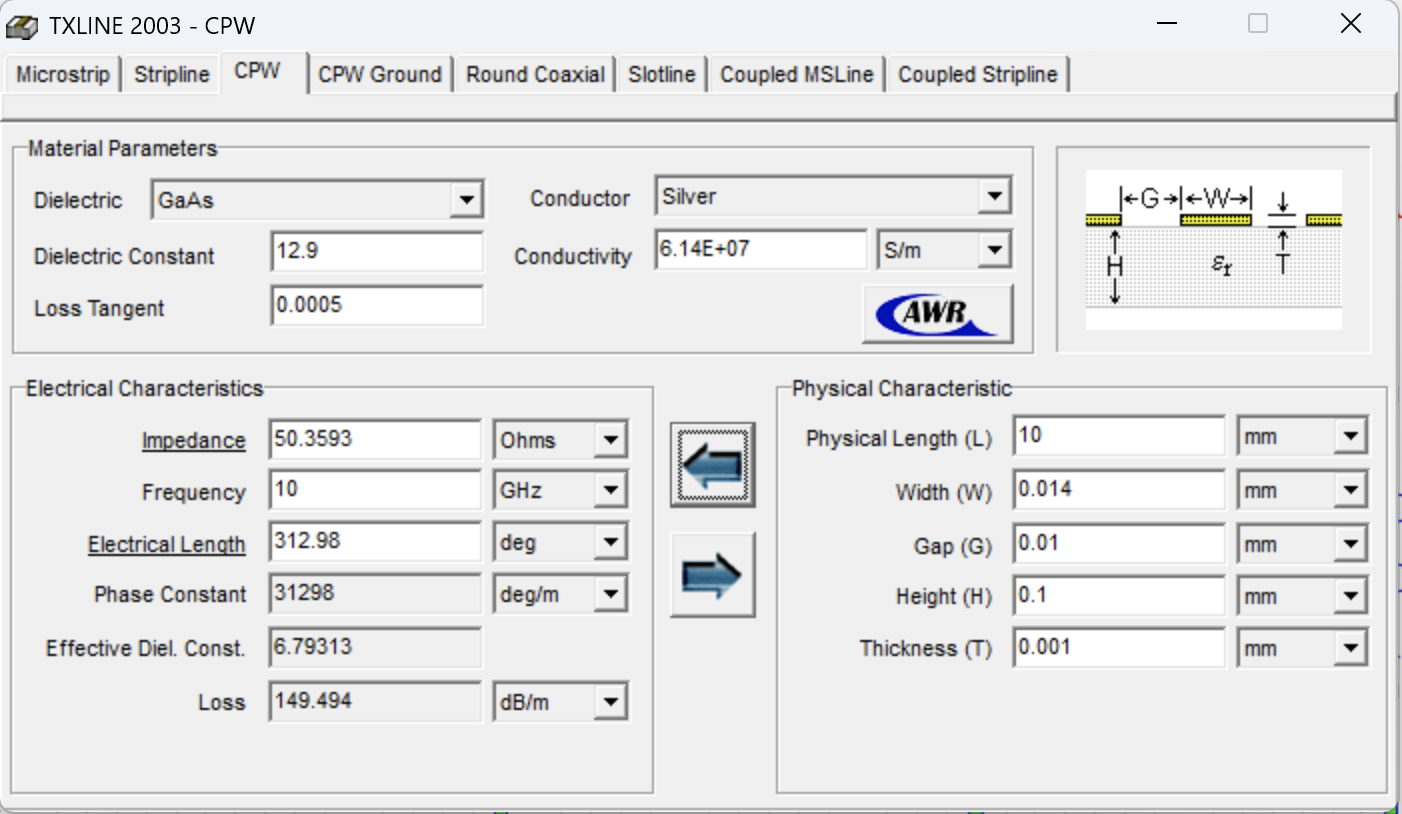 TXLINE 2003 - CPW
Microstrip Stripline CPW CPW Ground Round Coaxial Slotline Coupled MSLine Coupled Stripline
Material Parameters
Dielectric GaAs Conductor Silver
Dielectric Constant 12.9 Conductivity 6.14E+07 S/m
Loss Tangent 0.0005
AWR
G W
H εr T
Electrical Characteristics
Impedance 50.3593 Ohms
Frequency 10 GHz
Electrical Length 312.98 deg
Phase Constant 31298 deg/m
Effective Diel. Const. 6.79313
Loss 149.494 dB/m
Physical Characteristic
Physical Length (L) 10 mm
Width (W) 0.014 mm
Gap (G) 0.01 mm
Height (H) 0.1 mm
Thickness (T) 0.001 mm